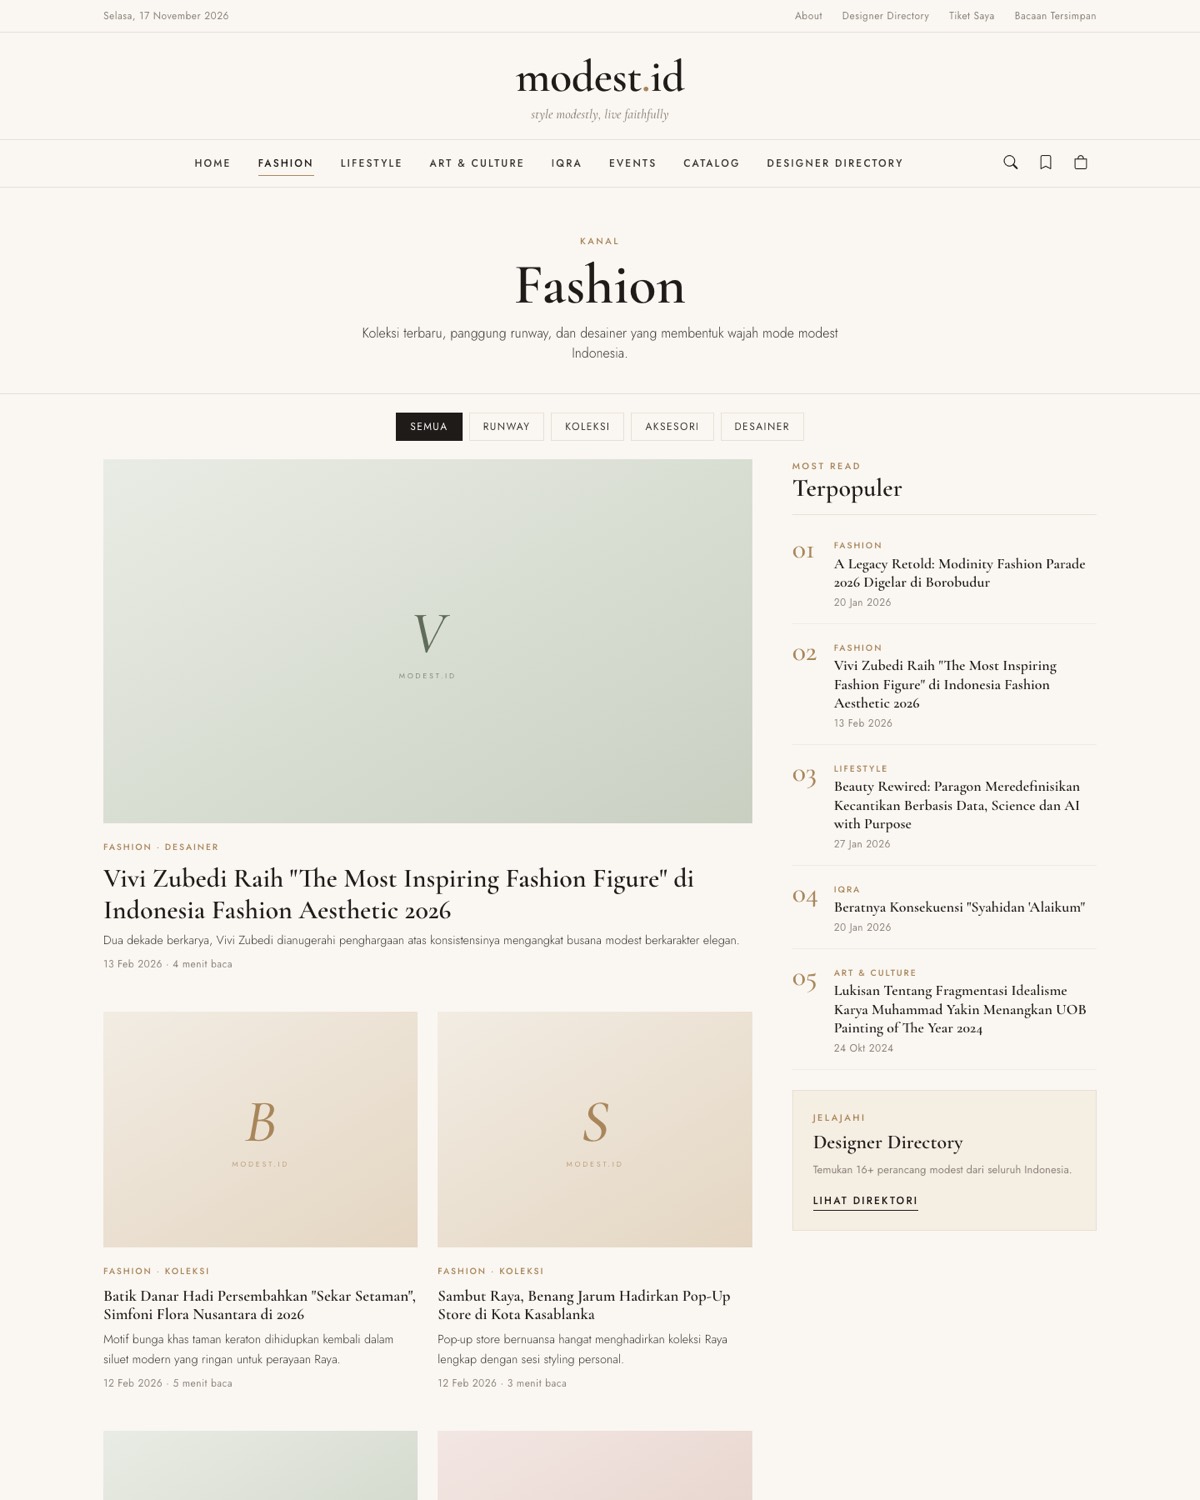 Selasa, 17 November 2026
About
Designer Directory
Tiket Saya
Bacaan Tersimpan
modest.id
style modestly, live faithfully
HOME
FASHION
LIFESTYLE
ART & CULTURE
IQRA
EVENTS
CATALOG
DESIGNER DIRECTORY
KANAL
Fashion
Koleksi terbaru, panggung runway, dan desainer yang membentuk wajah mode modest
Indonesia.
SEMUA
RUNWAY
KOLEKSI
AKSESORI
DESAINER
V
MODEST.ID
FASHION · DESAINER
Vivi Zubedi Raih "The Most Inspiring Fashion Figure" di
Indonesia Fashion Aesthetic 2026
Dua dekade berkarya, Vivi Zubedi dianugerahi penghargaan atas konsistensinya mengangkat busana modest berkarakter elegan.
13 Feb 2026 · 4 menit baca
B
MODEST.ID
FASHION · KOLEKSI
Batik Danar Hadi Persembahkan "Sekar Setaman",
Simfoni Flora Nusantara di 2026
Motif bunga khas taman keraton dihidupkan kembali dalam
siluet modern yang ringan untuk perayaan Raya.
12 Feb 2026 · 5 menit baca
S
MODEST.ID
FASHION · KOLEKSI
Sambut Raya, Benang Jarum Hadirkan Pop-Up
Store di Kota Kasablanka
Pop-up store bernuansa hangat menghadirkan koleksi Raya
lengkap dengan sesi styling personal.
12 Feb 2026 · 3 menit baca
MOST READ
Terpopuler
01
FASHION
A Legacy Retold: Modinity Fashion Parade
2026 Digelar di Borobudur
20 Jan 2026
02
FASHION
Vivi Zubedi Raih "The Most Inspiring
Fashion Figure" di Indonesia Fashion
Aesthetic 2026
13 Feb 2026
03
LIFESTYLE
Beauty Rewired: Paragon Meredefinisikan
Kecantikan Berbasis Data, Science dan AI
with Purpose
27 Jan 2026
04
IQRA
Beratnya Konsekuensi "Syahidan 'Alaikum"
20 Jan 2026
05
ART & CULTURE
Lukisan Tentang Fragmentasi Idealisme
Karya Muhammad Yakin Menangkan UOB
Painting of The Year 2024
24 Okt 2024
JELAJAHI
Designer Directory
Temukan 16+ perancang modest dari seluruh Indonesia.
LIHAT DIREKTORI